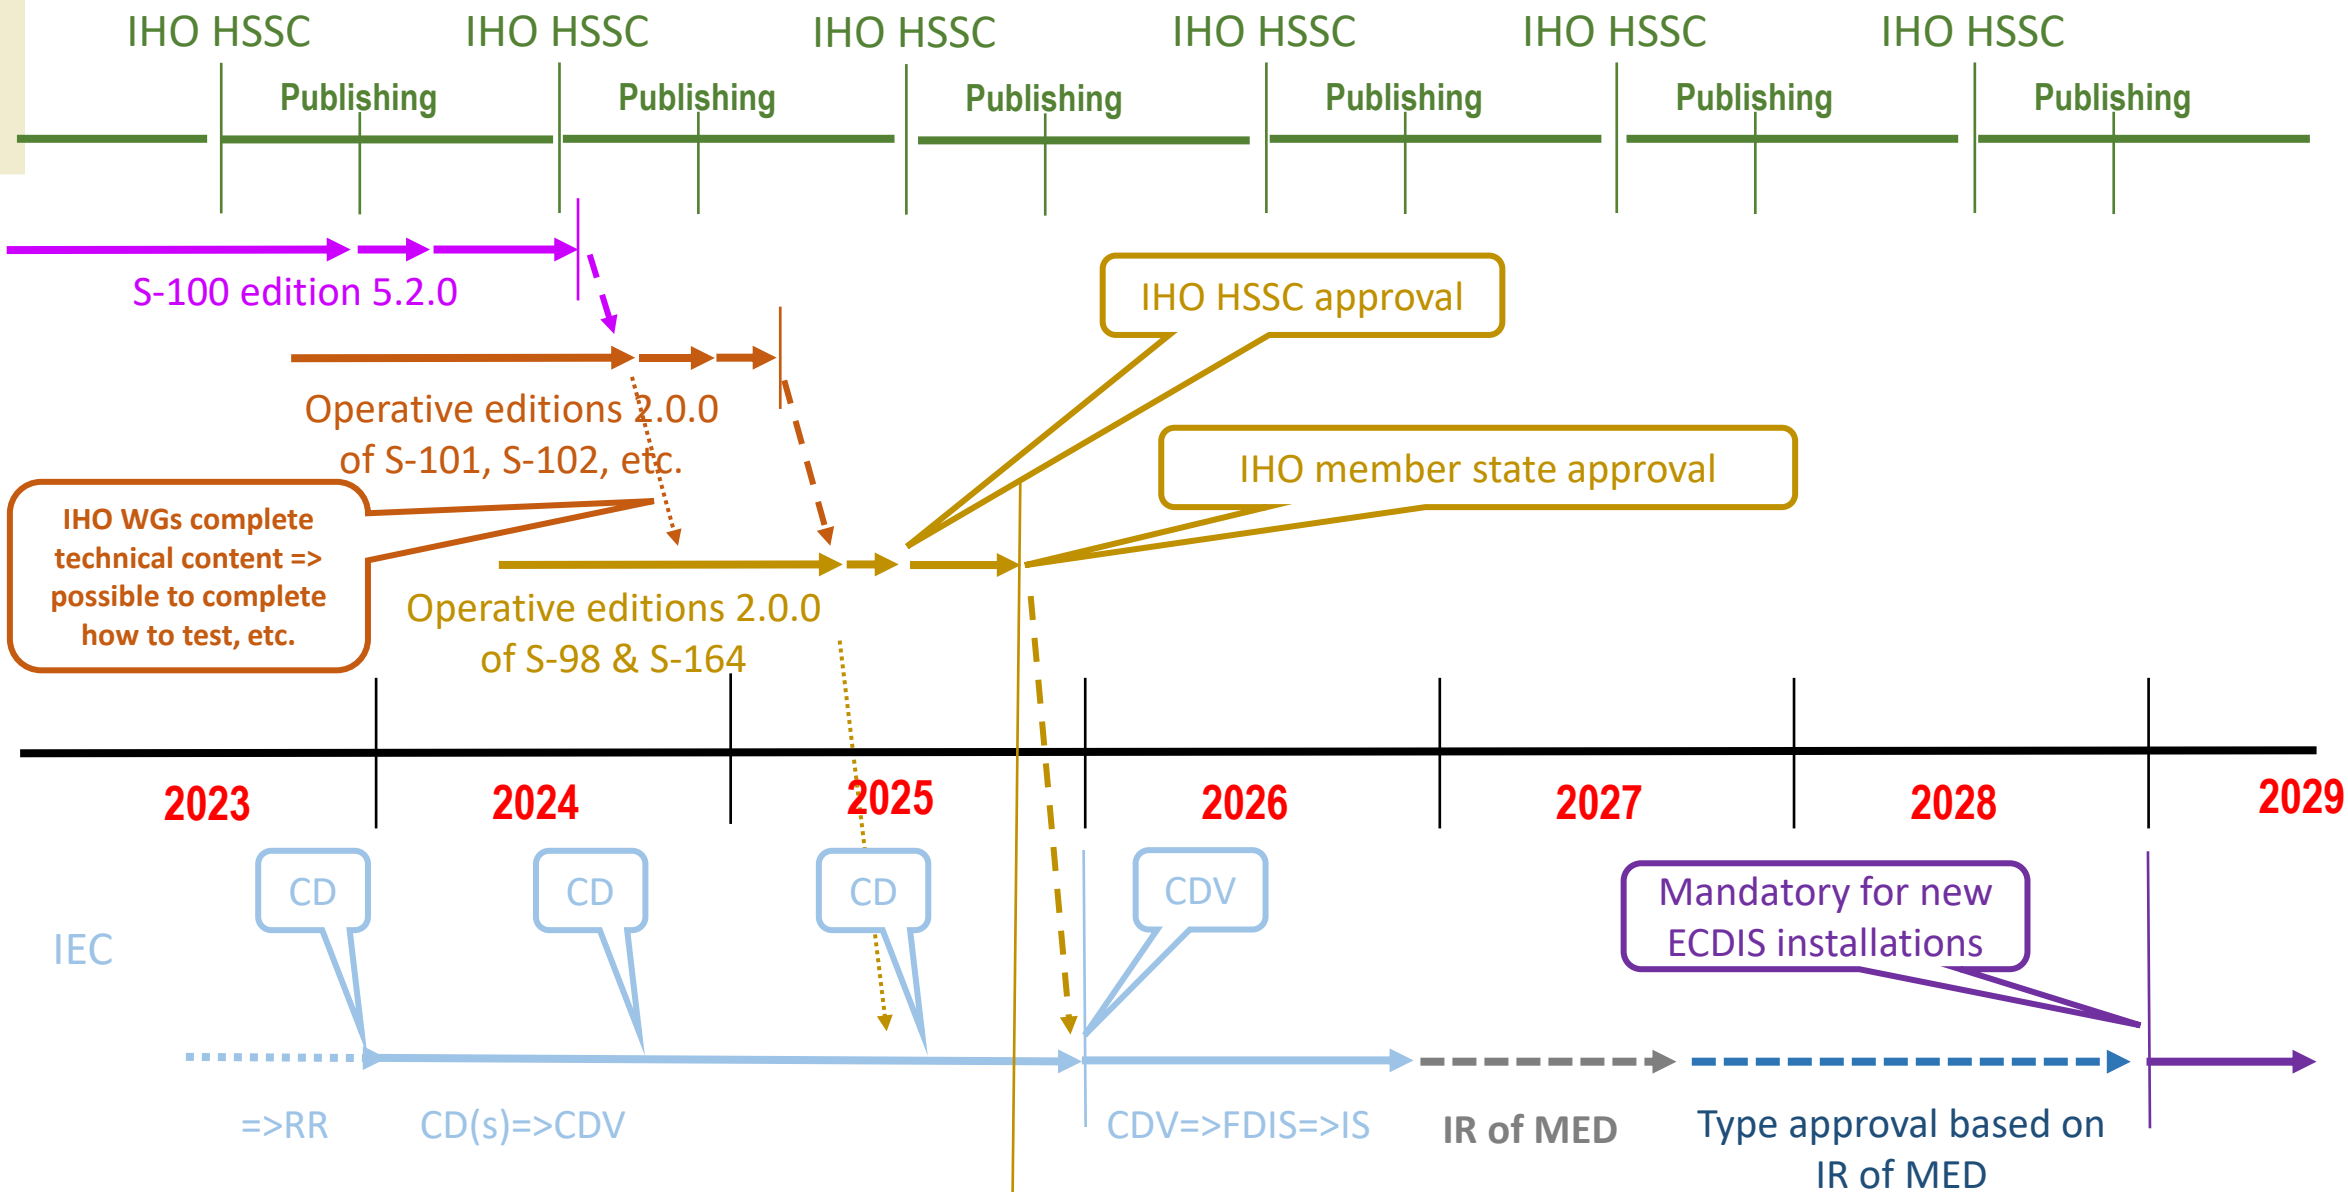 IHO HSSC
IHO HSSC
IHO HSSC
IHO HSSC
IHO HSSC
IHO HSSC
Publishing
Publishing
Publishing
Publishing
Publishing
Publishing
S-100 edition 5.2.0
IHO HSSC approval
Operative editions 2.0.0
of S-101, S-102, etc.
IHO member state approval
IHO WGs complete
technical content =>
possible to complete
how to test, etc.
Operative editions 2.0.0
of S-98 & S-164
2023
2024
2025
2026
2027
2028
2029
CD
CD
CD
CDV
Mandatory for new
ECDIS installations
IEC
=>RR
CD(s)=>CDV
CDV=>FDIS=>IS
IR of MED
Type approval based on
IR of MED